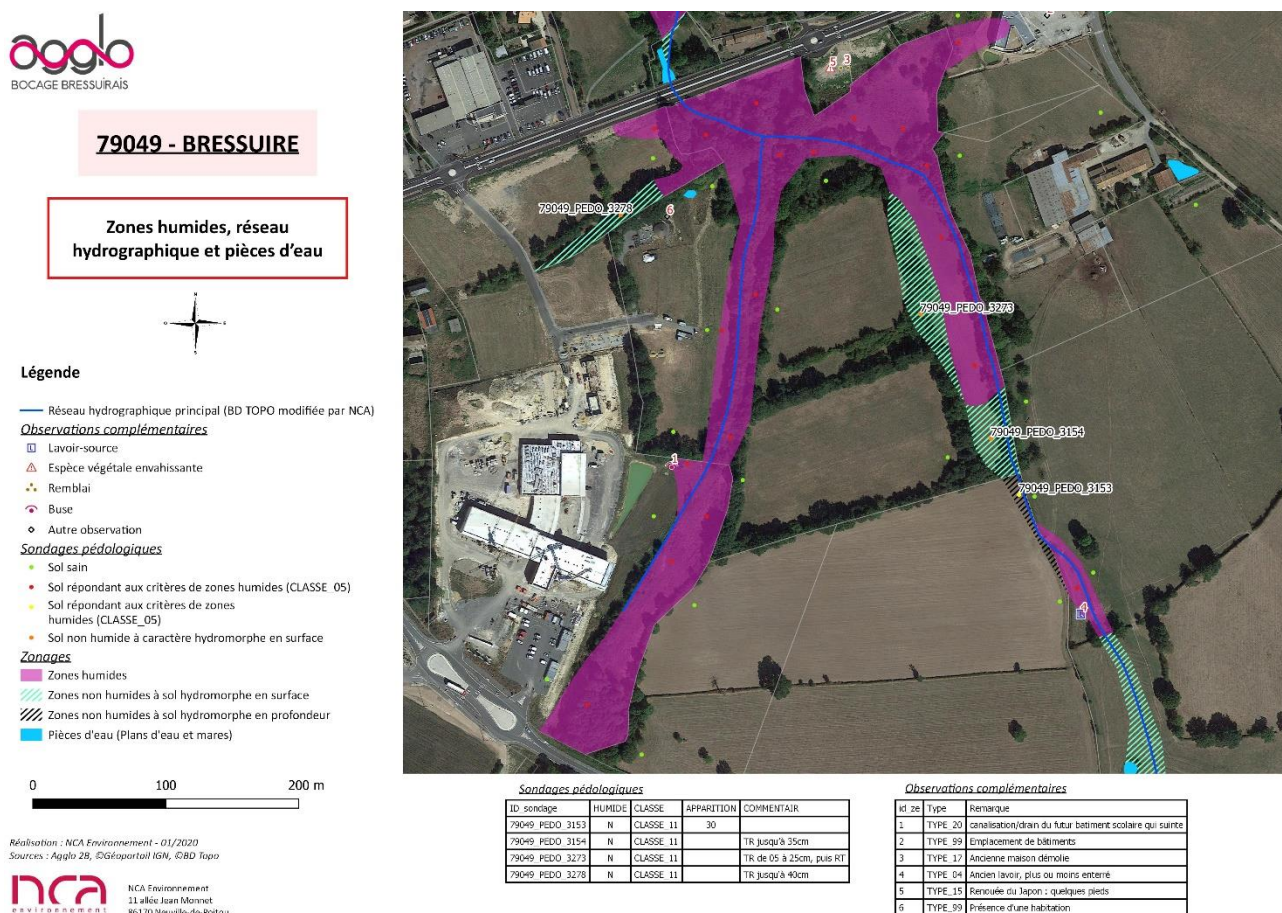 agglo
BOCAGE BRESSUIRAIS
79049 - BRESSUIRE
Zones humides, réseau
hydrographique et pièces d'eau
N
O
E
S
Légende
Réseau hydrographique principal (BD TOPO modifiée par NCA)
Observations complémentaires
Lavoir-source
Espèce végétale envahissante
Remblai
Buse
Autre observation
Sondages pédologiques
Sol sain
Sol répondant aux critères de zones humides (CLASSE_05)
Sol répondant aux critères de zones
humides (CLASSE_05)
Sol non humide à caractère hydromorphe en surface
Zonages
Zones humides
Zones non humides à sol hydromorphe en surface
Zones non humides à sol hydromorphe en profondeur
Pièces d'eau (Plans d'eau et mares)
0 100 200 m
Réalisation : NCA Environnement - 01/2020
Sources : Agglo 2B, ©Géoportail IGN, ©BD Topo
nca
environnement
NCA Environnement
11 allée Jean Monnet
86170 Neuville-de-Poitou
5 3
79049_PEDO_3278
6
79049_PEDO_3273
79049_PEDO_3154
1
79049_PEDO_3153
4
Sondages pédologiques
ID_sondage HUMIDE CLASSE APPARITION COMMENTAIR
79049_PEDO_3153 N CLASSE_11 30
79049_PEDO_3154 N CLASSE_11 TR jusqu'à 35cm
79049_PEDO_3273 N CLASSE_11 TR de 05 à 25cm, puis RT
79049_PEDO_3278 N CLASSE_11 TR jusqu'à 40cm
Observations complémentaires
id_ze Type Remarque
1 TYPE_20 canalisation/drain du futur batiment scolaire qui suinte
2 TYPE_99 Emplacement de bâtiments
3 TYPE_17 Ancienne maison démolie
4 TYPE_04 Ancien lavoir, plus ou moins enterré
5 TYPE_15 Renouée du Japon : quelques pieds
6 TYPE_99 Présence d'une habitation